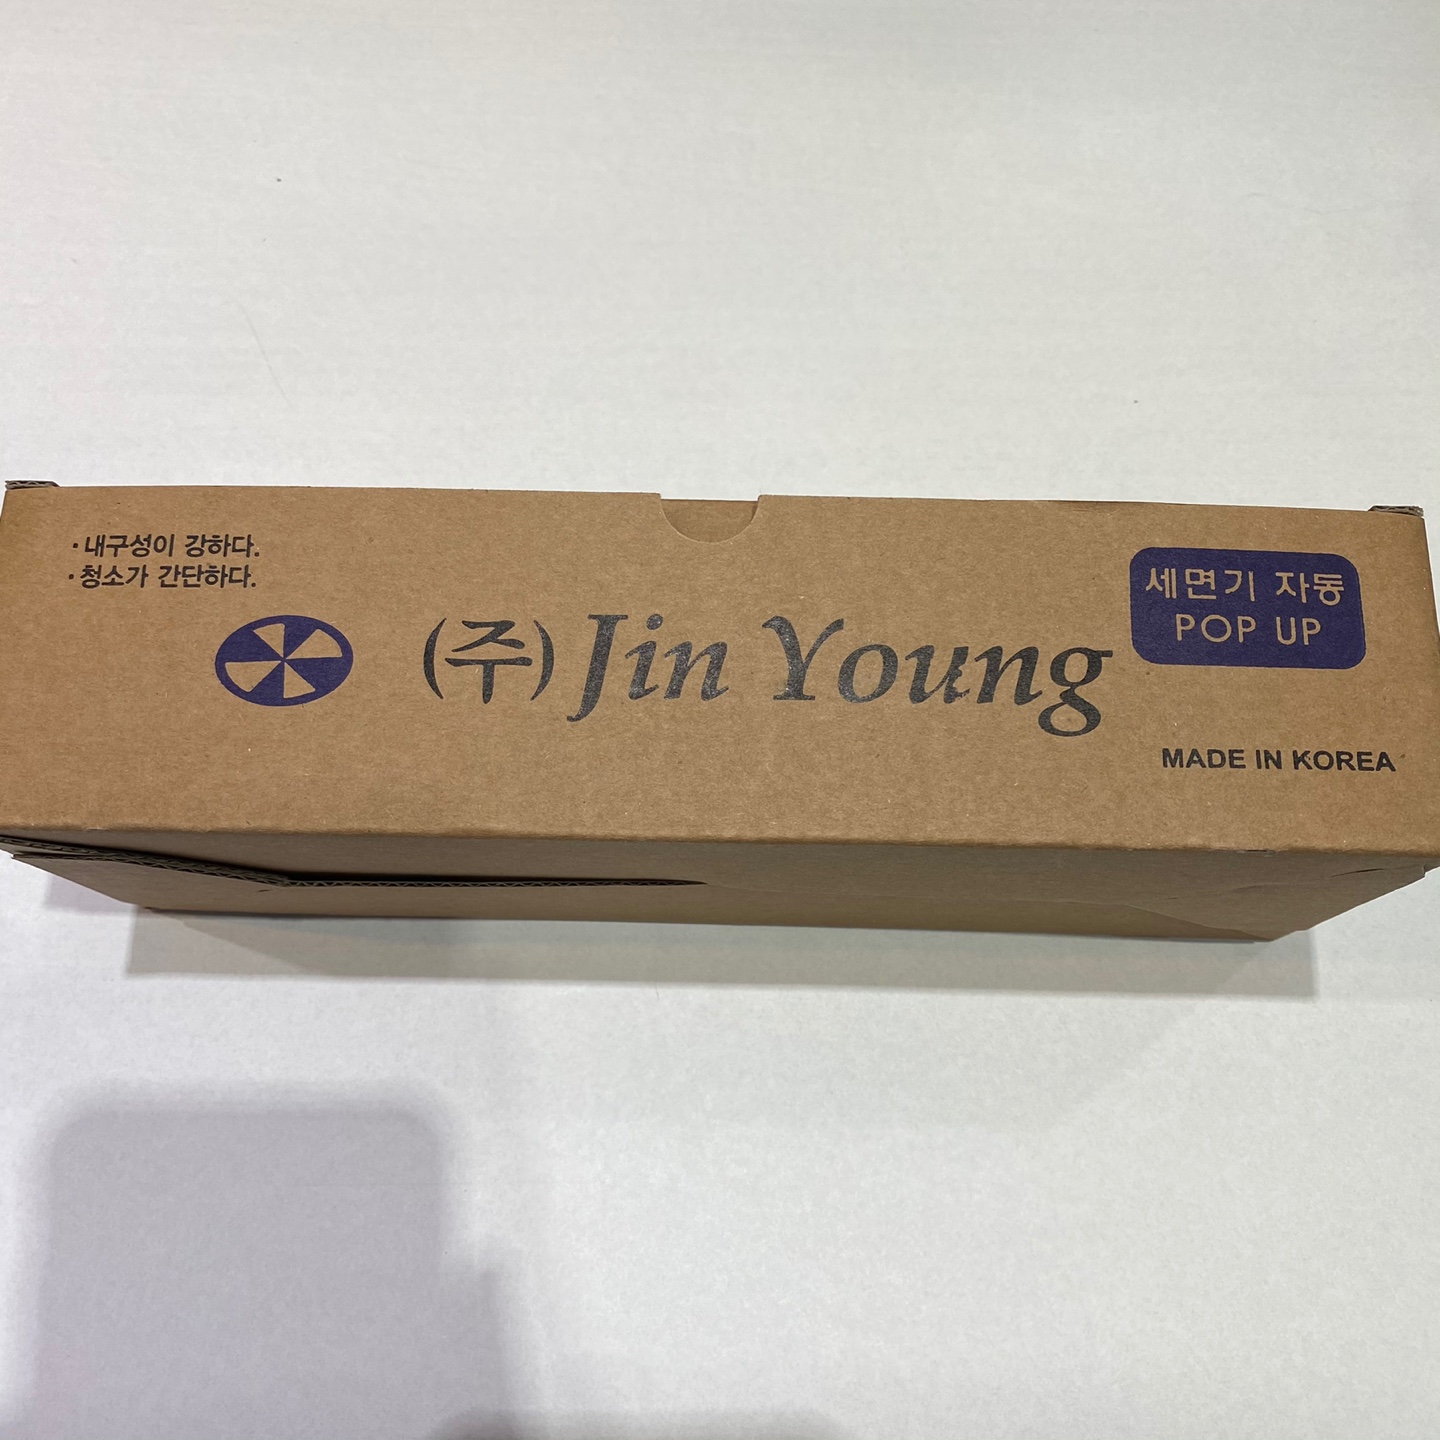 ·내구성이 강하다.
·청소가 간단하다.
(주) Jin Young
세면기 자동
POP UP
MADE IN KOREA